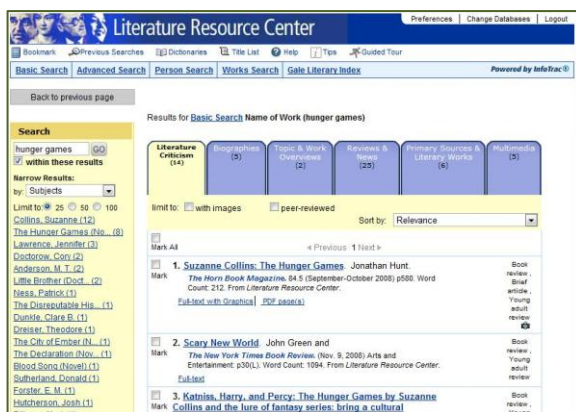 Preferences | Change Databases | Logout
Literature Resource Center
Bookmark Previous Searches Dictionaries Title List Help Tips Guided Tour
Basic Search | Advanced Search | Person Search | Works Search | Gale Literary Index
Powered by InfoTrac®
Back to previous page
Results for Basic Search Name of Work (hunger games)
Search
hunger games GO
within these results
Narrow Results:
by: Subjects
Limit to: 25 50 100
Collins, Suzanne (12)
The Hunger Games (No... (8)
Lawrence, Jennifer (3)
Doctorow, Cory (2)
Anderson, M. T. (2)
Little Brother (Doct... (2)
Ness, Patrick (1)
The Disreputable His... (1)
Dunkle, Clare B. (1)
Dreiser, Theodore (1)
The City of Ember (N... (1)
The Declaration (Nov... (1)
Blood Song (Novel) (1)
Sutherland, Donald (1)
Forster, E. M. (1)
Hutcherson, Josh (1)
Literature Criticism (14)
Biographies (5)
Topic & Work Overviews (2)
Reviews & News (25)
Primary Sources & Literary Works (6)
Multimedia (5)
limit to: with images peer-reviewed
Sort by: Relevance
Mark All
Previous 1 Next
Mark
1. Suzanne Collins: The Hunger Games. Jonathan Hunt.
The Horn Book Magazine. 84.5 (September-October 2008) p580. Word
Count: 212. From Literature Resource Center.
Full-text with Graphics PDF page(s)
Book review , Brief article , Young adult review
Mark
2. Scary New World. John Green and
The New York Times Book Review. (Nov. 9, 2008) Arts and
Entertainment: p30(L). Word Count: 1094. From Literature Resource Center.
Full-text
Book review , Young adult review
Mark
3. Katniss, Harry, and Percy: The Hunger Games by Suzanne
Collins and the lure of fantasy series: bring a cultural
Book review ,